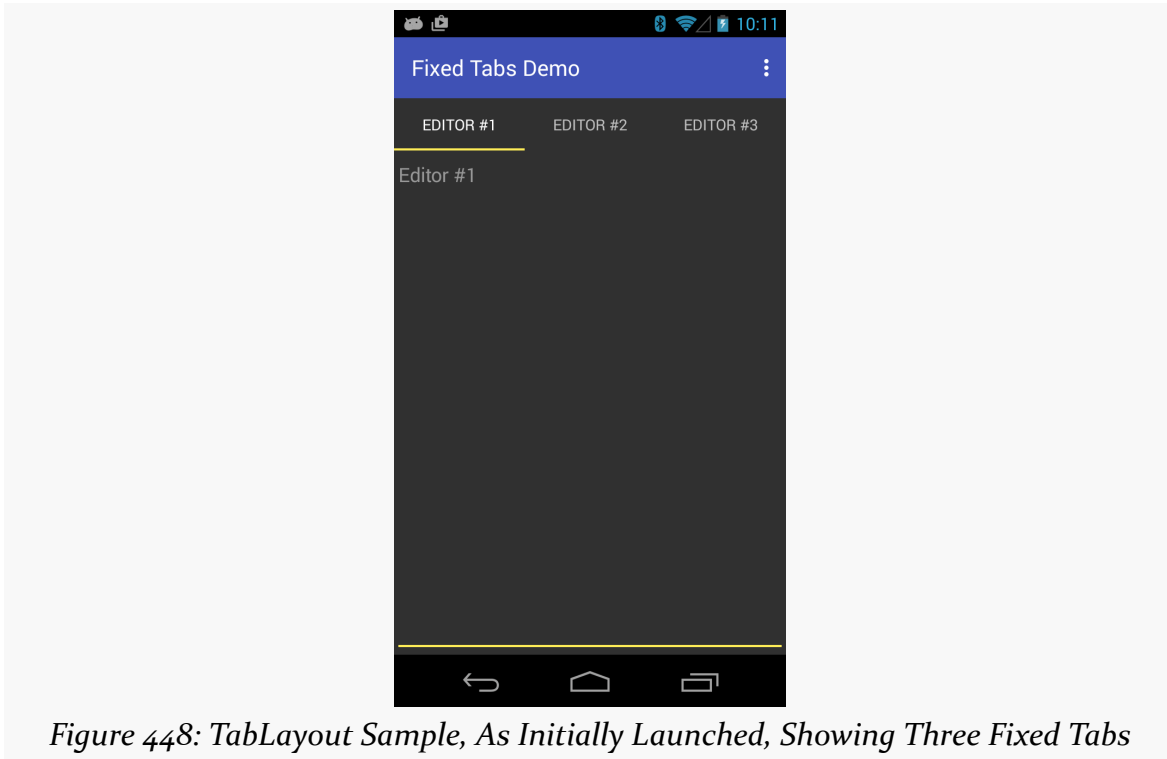 10:11
Fixed Tabs Demo
EDITOR #1 EDITOR #2 EDITOR #3
Editor #1
Figure 448: TabLayout Sample, As Initially Launched, Showing Three Fixed Tabs